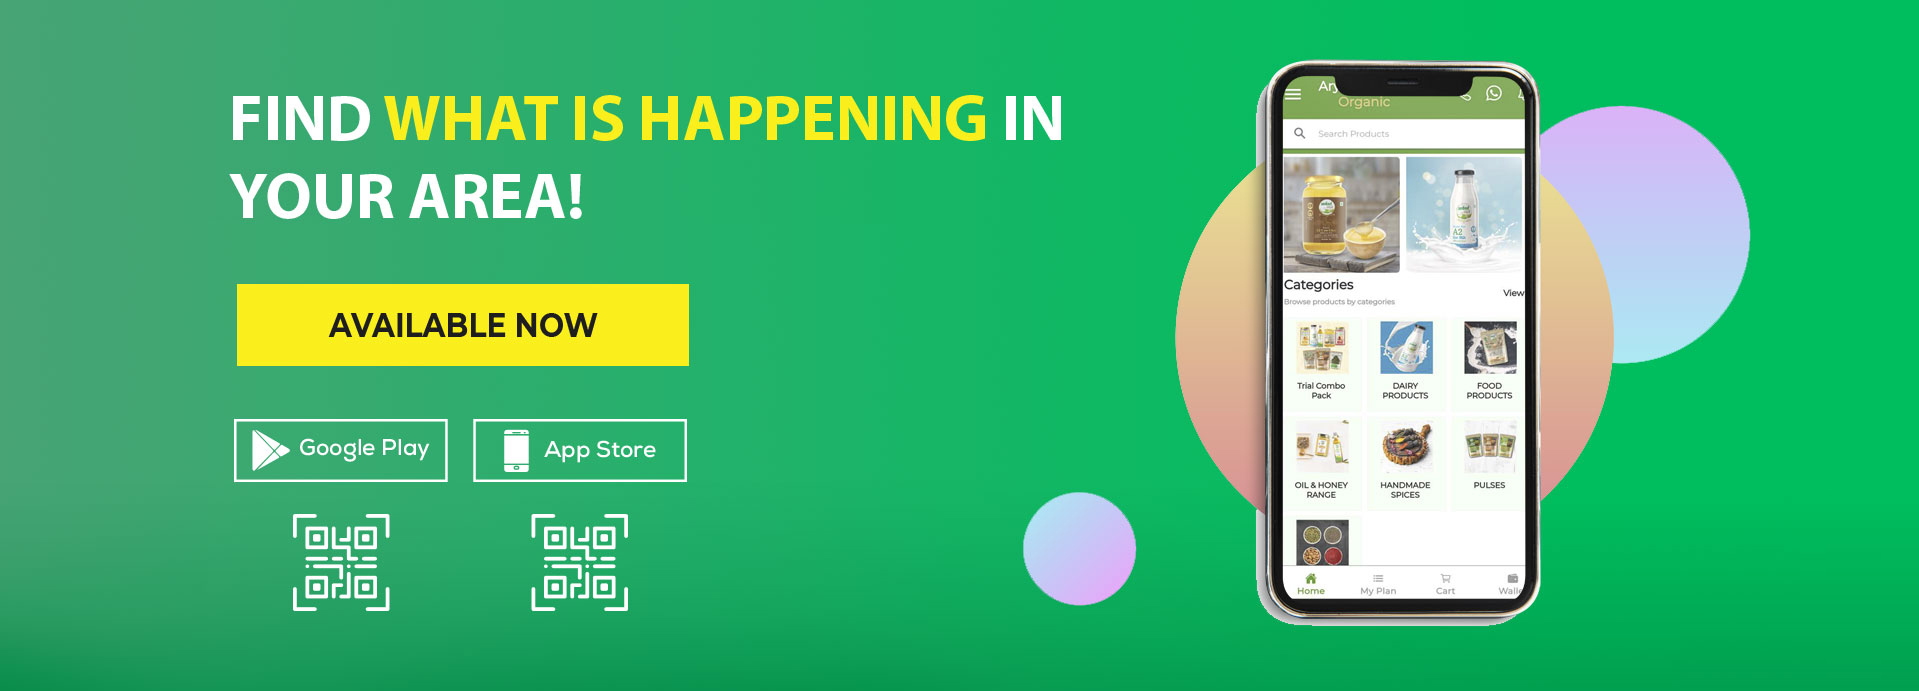 FIND WHAT IS HAPPENING IN
YOUR AREA!
AVAILABLE NOW
Google Play
App Store
Organic
Search Products
A2
Categories
Browse products by categories
View
Trial Combo
Pack
DAIRY
PRODUCTS
FOOD
PRODUCTS
OIL & HONEY
RANGE
HANDMADE
SPICES
PULSES
Home
My Plan
Cart